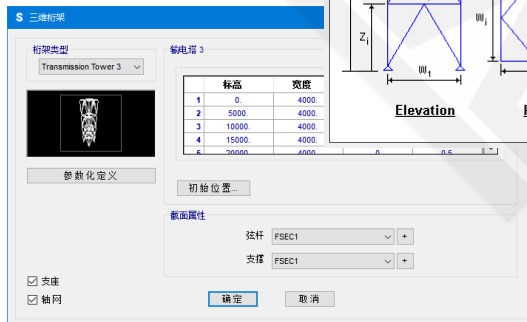 S 三维桁架
桁架类型
Transmission Tower 3
参数化定义
支座
轴网
输电塔 3
标高 宽度
1 0. 4000.
2 5000. 4000.
3 10000. 4000.
4 15000. 4000.
5 20000. 4000. 0. 0.5
初始位置...
截面属性
弦杆 FSEC1 +
支撑 FSEC1 +
确定 取消
Zi
W1
Wi
Elevation